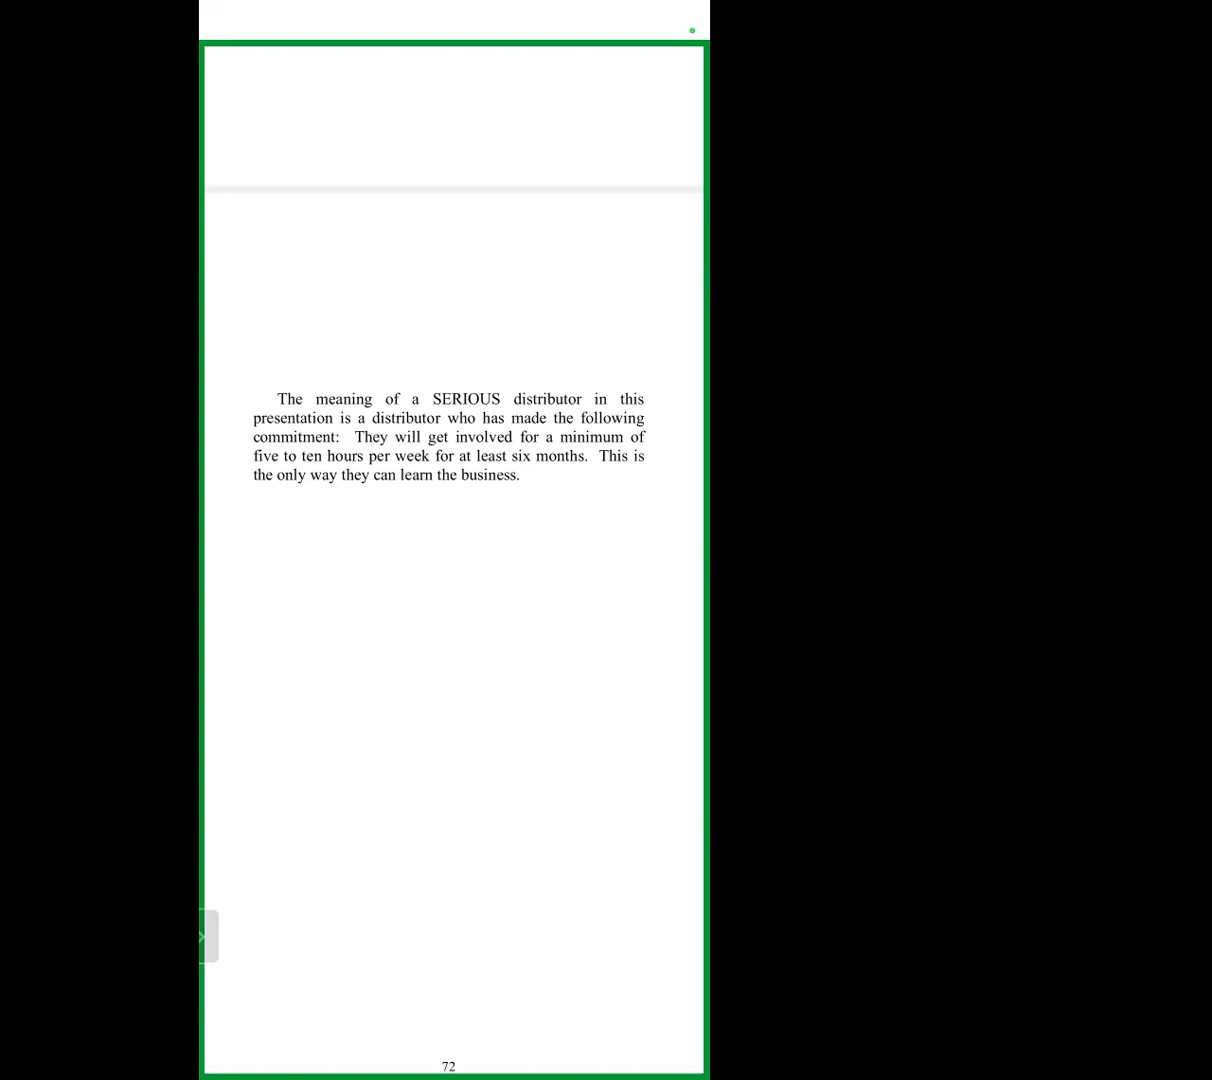 The meaning of a SERIOUS distributor in this
presentation is a distributor who has made the following
commitment: They will get involved for a minimum of
five to ten hours per week for at least six months. This is
the only way they can learn the business.
72